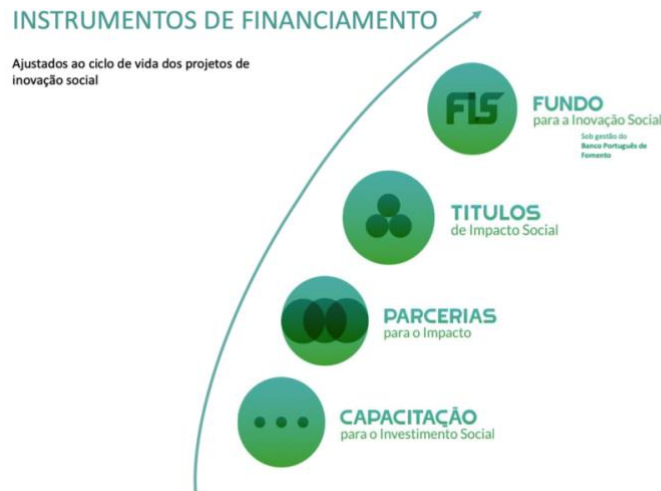 INSTRUMENTOS DE FINANCIAMENTO
Ajustados ao ciclo de vida dos projetos de
inovação social
FIS
FUNDO
para a Inovação Social
Sob gestão do
Banco Português de
Fomento
TITULOS
de Impacto Social
PARCERIAS
para o Impacto
CAPACITAÇÃO
para o Investimento Social